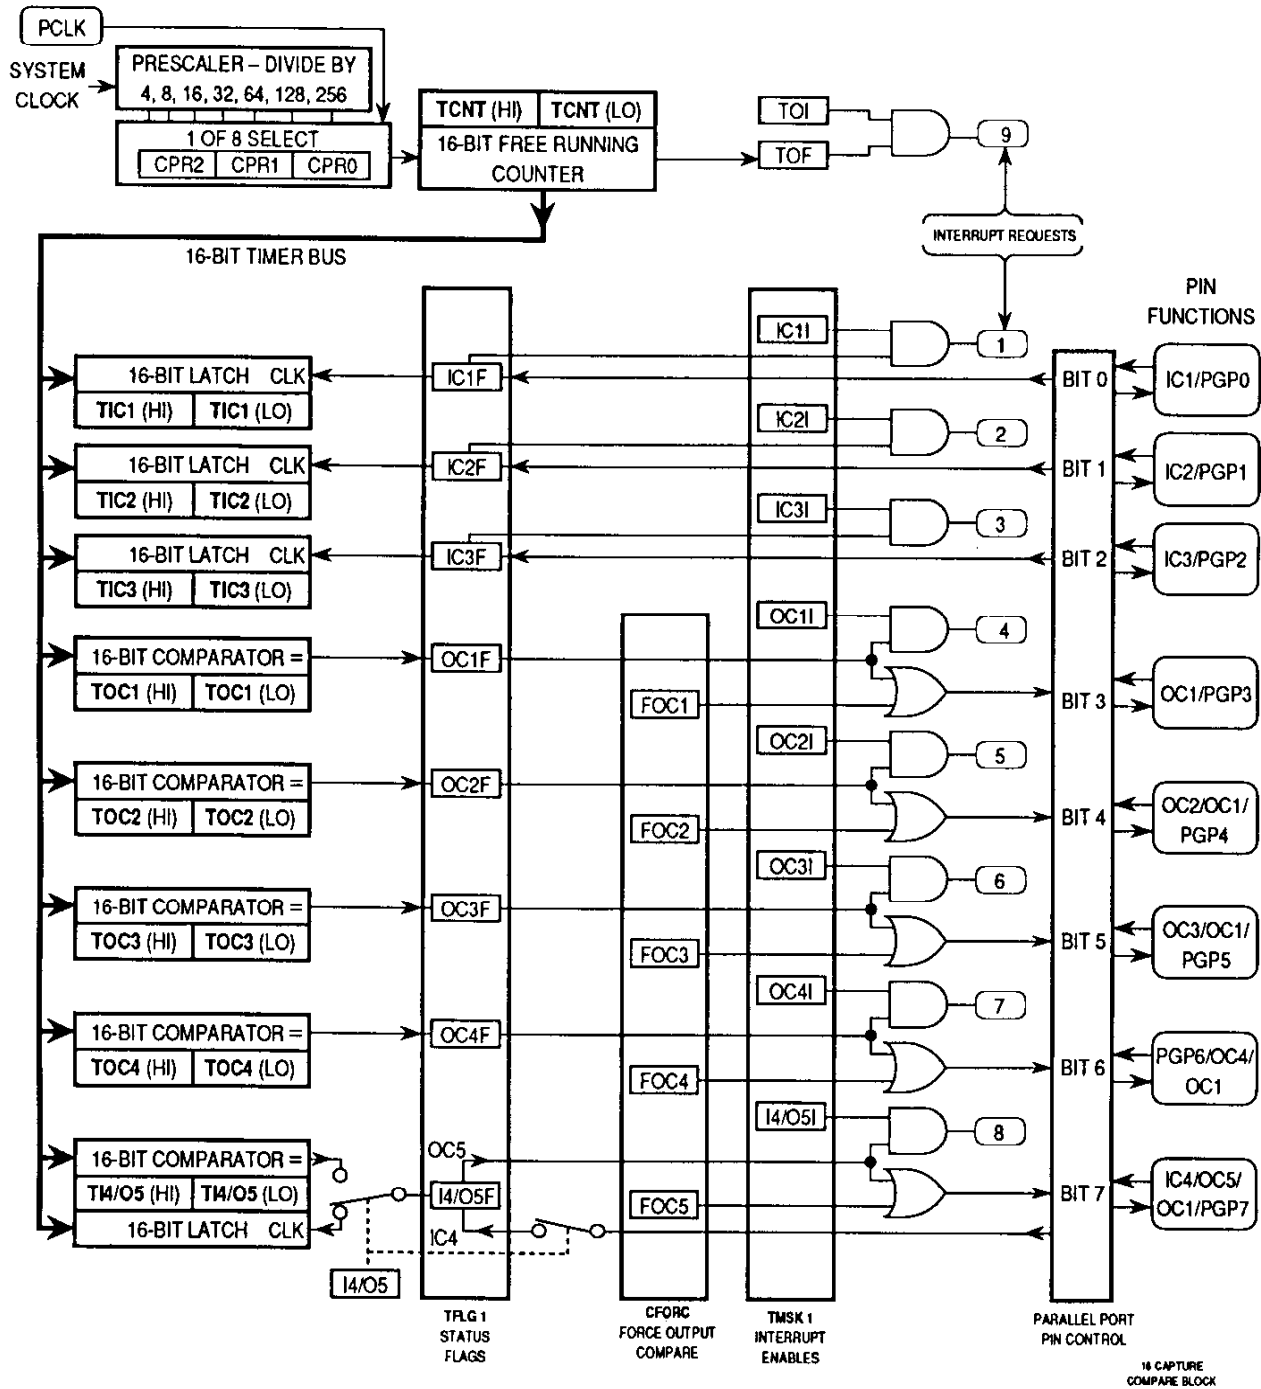 PCLK
SYSTEM
CLOCK
PRESCALER – DIVIDE BY
4, 8, 16, 32, 64, 128, 256
1 OF 8 SELECT
CPR2 CPR1 CPR0
TCNT (HI) TCNT (LO)
16-BIT FREE RUNNING
COUNTER
TOI
TOF
9
INTERRUPT REQUESTS
16-BIT TIMER BUS
PIN
FUNCTIONS
IC1I
1
16-BIT LATCH CLK
IC1F
BIT 0
IC1/PGP0
TIC1 (HI) TIC1 (LO)
IC2I
2
16-BIT LATCH CLK
IC2F
BIT 1
IC2/PGP1
TIC2 (HI) TIC2 (LO)
IC3I
3
16-BIT LATCH CLK
IC3F
BIT 2
IC3/PGP2
TIC3 (HI) TIC3 (LO)
OC1I
4
16-BIT COMPARATOR =
OC1F
TOC1 (HI) TOC1 (LO)
FOC1
BIT 3
OC1/PGP3
OC2I
5
16-BIT COMPARATOR =
OC2F
TOC2 (HI) TOC2 (LO)
FOC2
BIT 4
OC2/OC1/
PGP4
OC3I
6
16-BIT COMPARATOR =
OC3F
TOC3 (HI) TOC3 (LO)
FOC3
BIT 5
OC3/OC1/
PGP5
OC4I
7
16-BIT COMPARATOR =
OC4F
TOC4 (HI) TOC4 (LO)
FOC4
BIT 6
PGP6/OC4/
OC1
I4/O5I
8
16-BIT COMPARATOR =
OC5
TI4/O5 (HI) TI4/O5 (LO)
I4/O5F
FOC5
BIT 7
IC4/OC5/
OC1/PGP7
16-BIT LATCH CLK
IC4
I4/O5
TFLG 1
STATUS
FLAGS
CFORC
FORCE OUTPUT
COMPARE
TMSK 1
INTERRUPT
ENABLES
PARALLEL PORT
PIN CONTROL
16 CAPTURE
COMPARE BLOCK